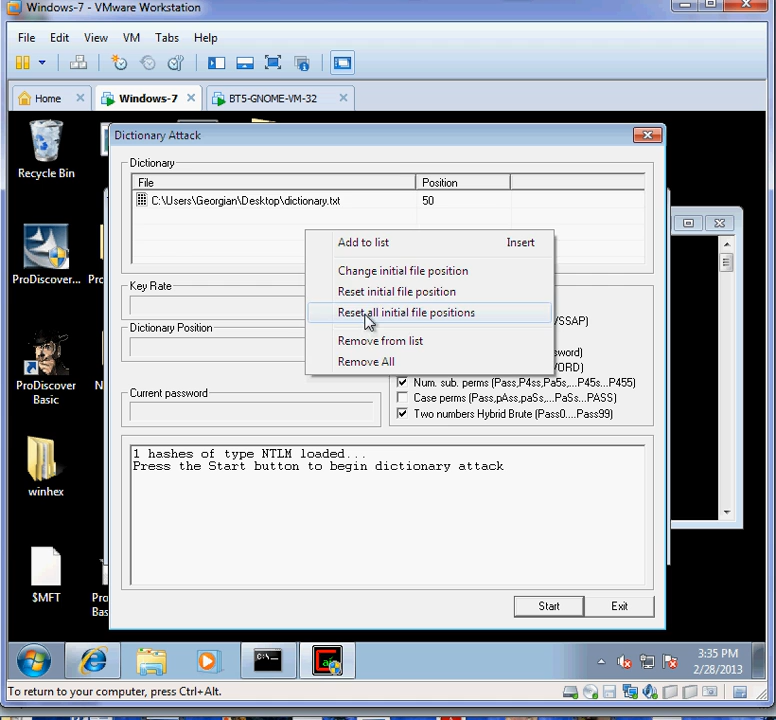 Windows-7 - VMware Workstation
File Edit View VM Tabs Help
Home Windows-7 BT5-GNOME-VM-32
Dictionary Attack
Recycle Bin
Dictionary
File Position
C:\Users\Georgian\Desktop\dictionary.txt 50
Add to list Insert
Change initial file position
Reset initial file position
Reset all initial file positions
Remove from list
Remove All
ProDiscover...
Key Rate
Dictionary Position
Current password
Num. sub. perms (Pass,P4ss,Pa5s,...P45s...P455)
Case perms (Pass,pAss,paSs,...PaSs...PASS)
Two numbers Hybrid Brute (Pass0....Pass99)
ProDiscover
Basic
1 hashes of type NTLM loaded...
Press the Start button to begin dictionary attack
winhex
$MFT
Start Exit
3:35 PM
2/28/2013
To return to your computer, press Ctrl+Alt.